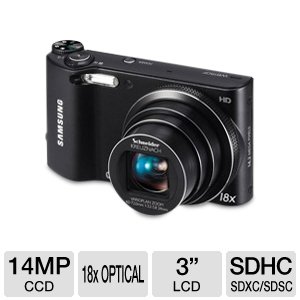 SAMSUNG
HD
Schneider
KREUZNACH
18x
14MP
CCD
18x OPTICAL
3"
LCD
SDHC
SDXC/SDSC